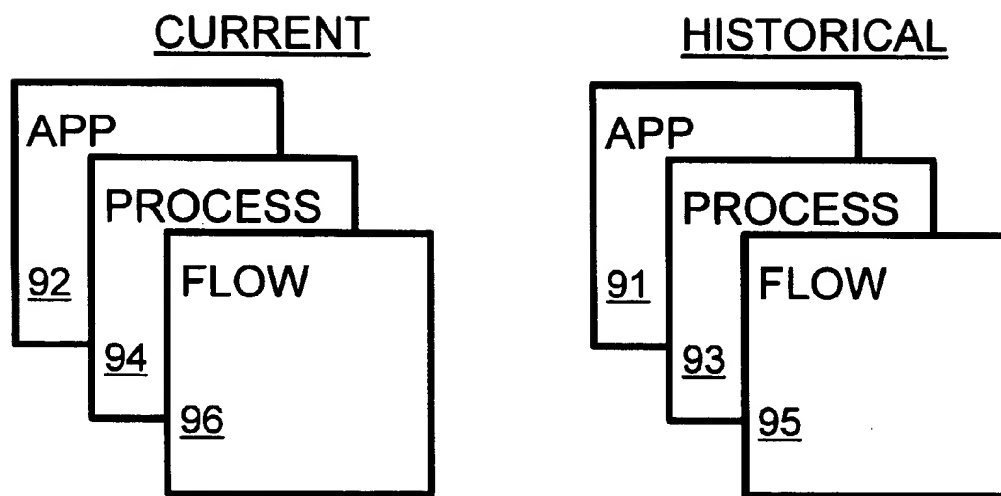 CURRENT
APP
PROCESS
92
FLOW
94
96
HISTORICAL
APP
PROCESS
91
FLOW
93
95